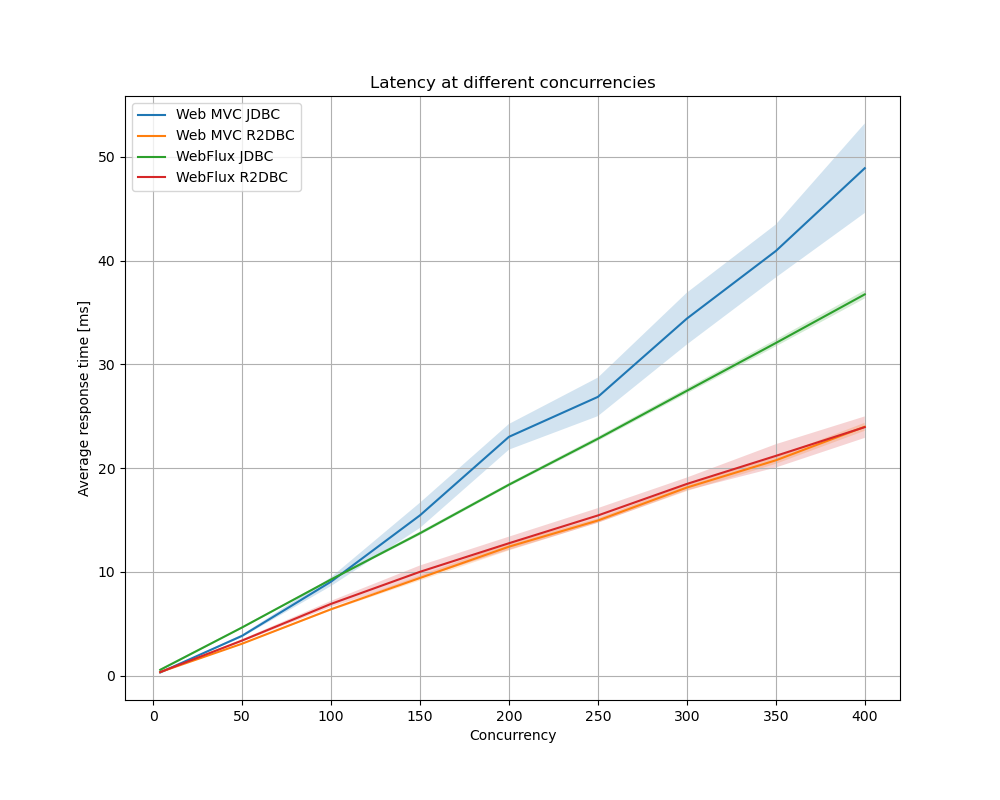 Latency at different concurrencies
Web MVC JDBC
Web MVC R2DBC
WebFlux JDBC
WebFlux R2DBC
Average response time [ms]
50
40
30
20
10
0
0 50 100 150 200 250 300 350 400
Concurrency